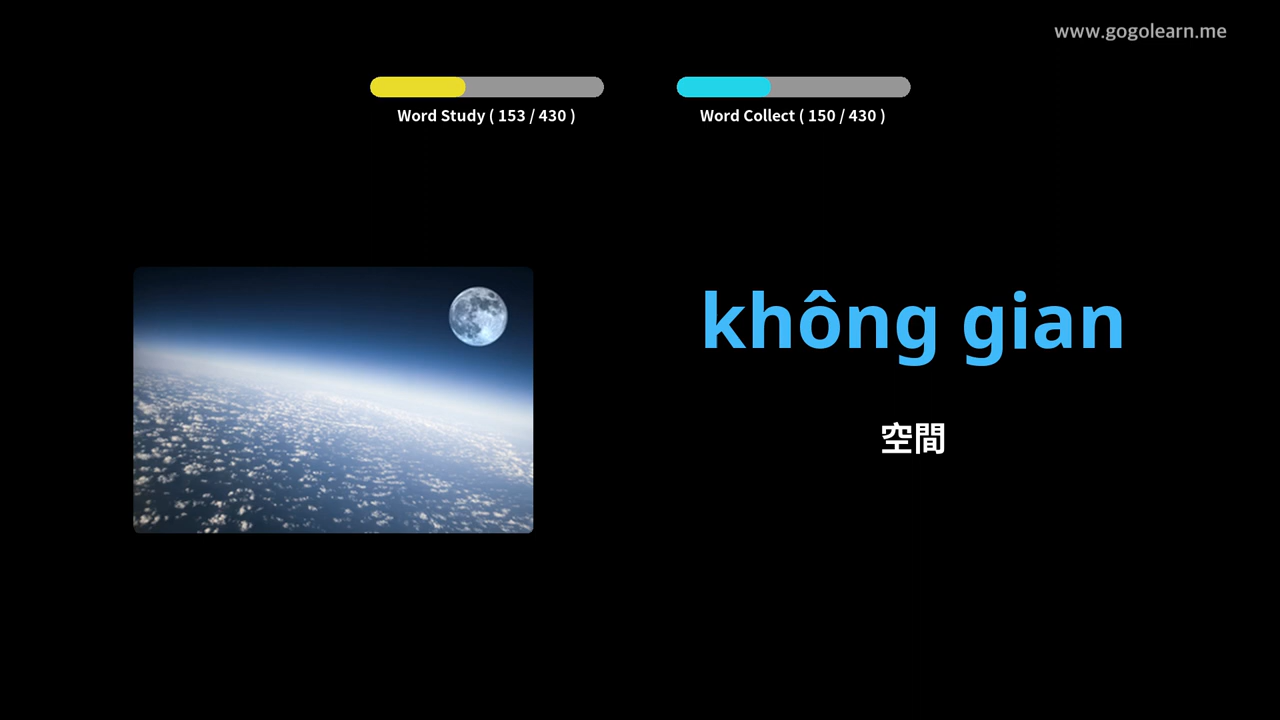 www.gogolearn.me
Word Study ( 153 / 430 )
Word Collect ( 150 / 430 )
không gian
空間